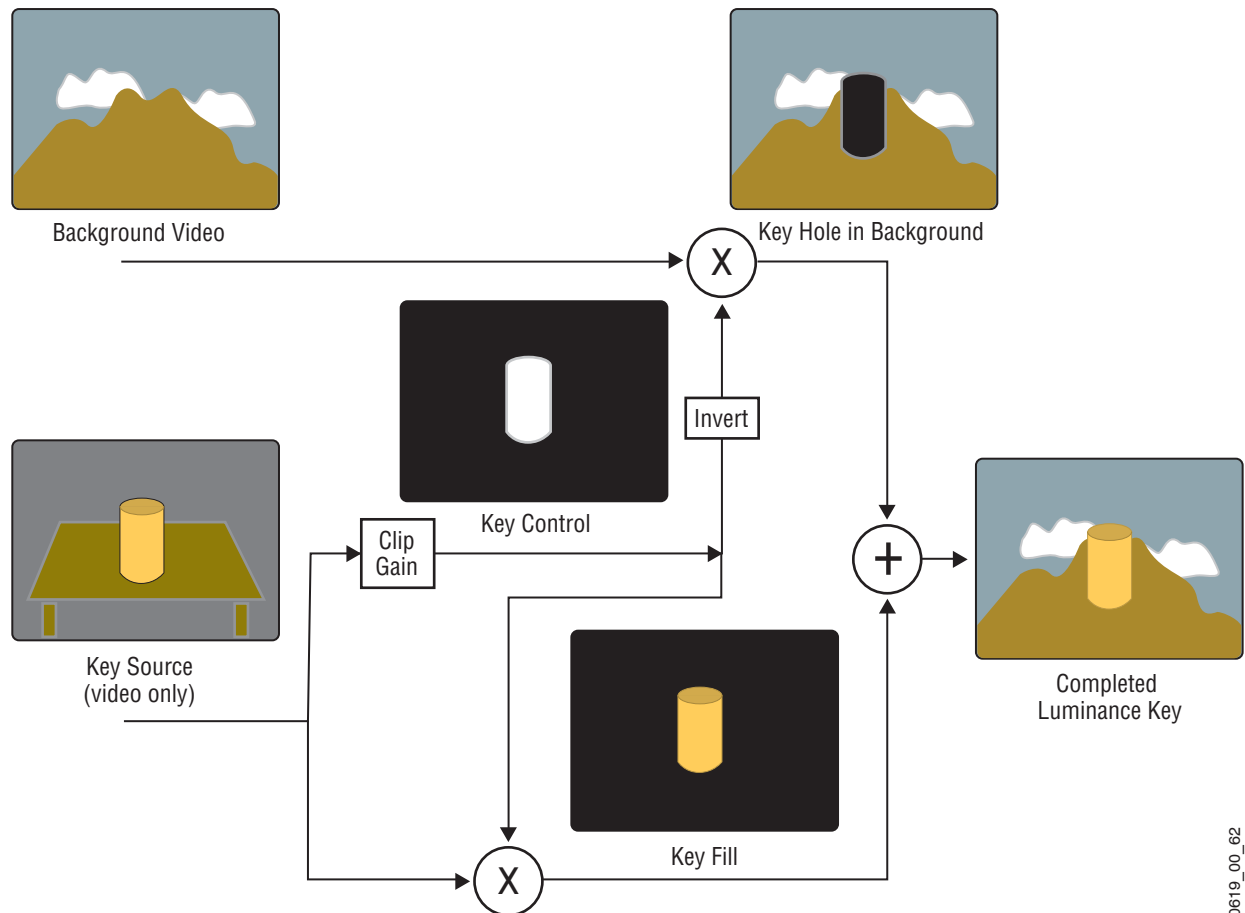 Background Video
Key Hole in Background
X
Invert
Key Control
Clip
Gain
+
Key Source
(video only)
Completed
Luminance Key
Key Fill
X
0619_00_62